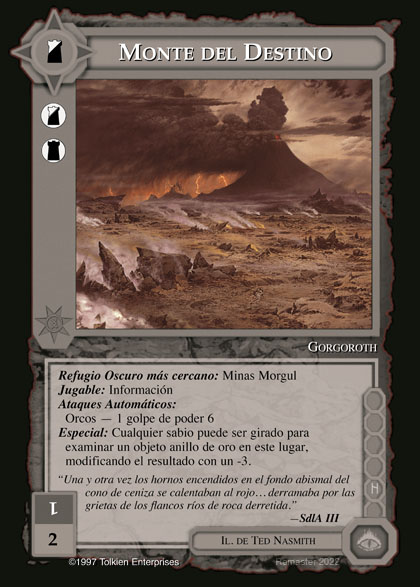 MONTE DEL DESTINO
GORGOROTH
Refugio Oscuro más cercano: Minas Morgul
Jugable: Información
Ataques Automáticos:
Orcos — 1 golpe de poder 6
Especial: Cualquier sabio puede ser girado para
examinar un objeto anillo de oro en este lugar,
modificando el resultado con un -3.
“Una y otra vez los hornos encendidos en el fondo abismal del
cono de ceniza se calentaban al rojo… derramaba por las
grietas de los flancos ríos de roca derretida.”
—SdlA III
1
2
H
IL. DE TED NASMITH
©1997 Tolkien Enterprises
Remaster 2022